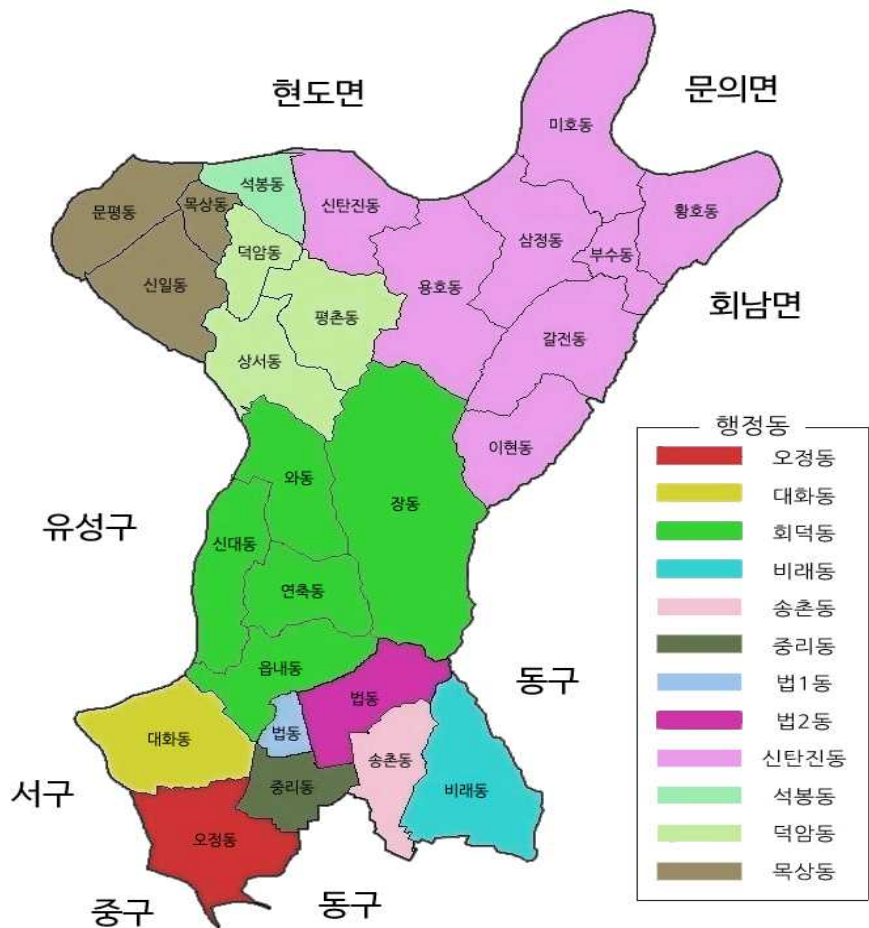 현도면
문의면
미호동
석봉동
신탄진동
황호동
문평동
목상동
삼정동
부수동
덕암동
신일동
용호동
회남면
평촌동
갈전동
상서동
행정동
이현동
오정동
와동
대화동
장동
유성구
회덕동
신대동
비래동
연축동
송촌동
중리동
읍내동
동구
법1동
법동
법2동
법동
대화동
신탄진동
송촌동
서구
중리동
비래동
석봉동
오정동
덕암동
목상동
중구
동구